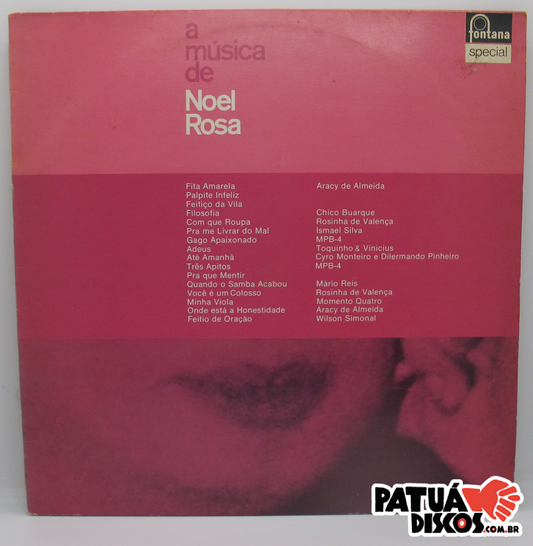 a
música
de
Noel
Rosa
fontana
special
Fita Amarela Aracy de Almeida
Palpite Infeliz
Feitiço da Vila
Filosofia Chico Buarque
Com que Roupa Rosinha de Valença
Pra me Livrar do Mal Ismael Silva
Gago Apaixonado MPB-4
Adeus Toquinho & Vinicius
Até Amanhã Cyro Monteiro e Dilermando Pinheiro
Três Apitos MPB-4
Pra que Mentir
Quando o Samba Acabou Mário Reis
Você é um Colosso Rosinha de Valença
Minha Viola Momento Quatro
Onde está a Honestidade Aracy de Almeida
Feitio de Oração Wilson Simonal
PATUÁ
DISCOS.COM.BR